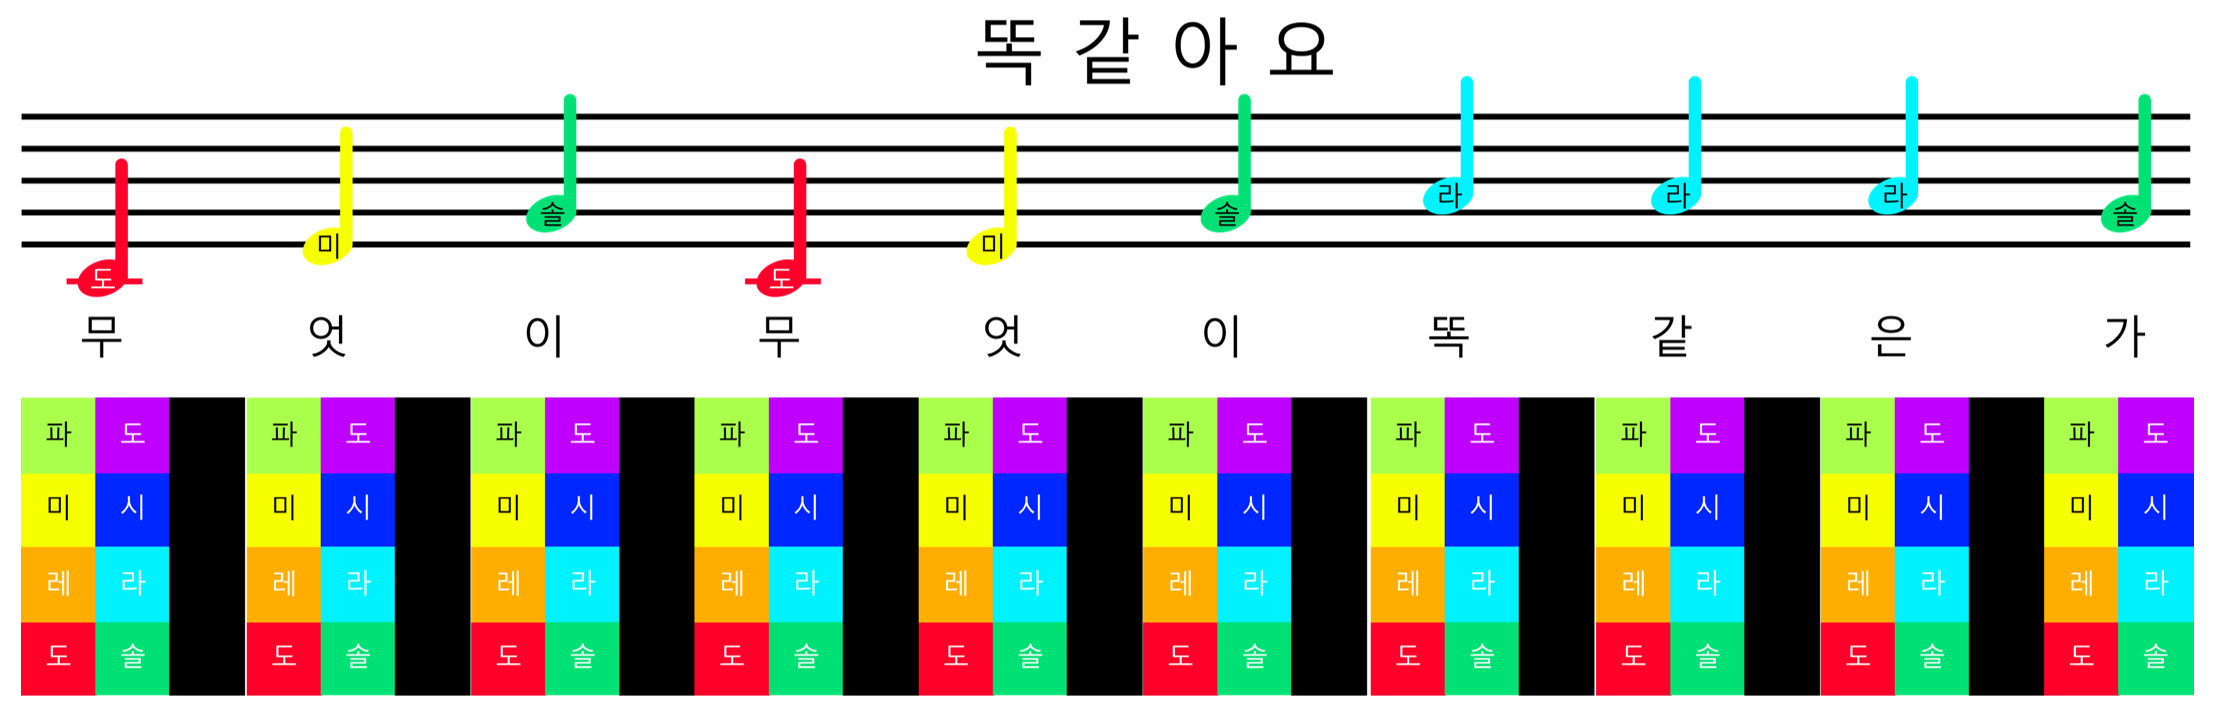 똑 같 아 요
도 미 솔 도 미 솔 라 라 라 솔
무 엇 이 무 엇 이 똑 같 은 가
파 도 파 도 파 도 파 도 파 도 파 도 파 도 파 도 파 도 파 도
미 시 미 시 미 시 미 시 미 시 미 시 미 시 미 시 미 시 미 시
레 라 레 라 레 라 레 라 레 라 레 라 레 라 레 라 레 라 레 라
도 솔 도 솔 도 솔 도 솔 도 솔 도 솔 도 솔 도 솔 도 솔 도 솔